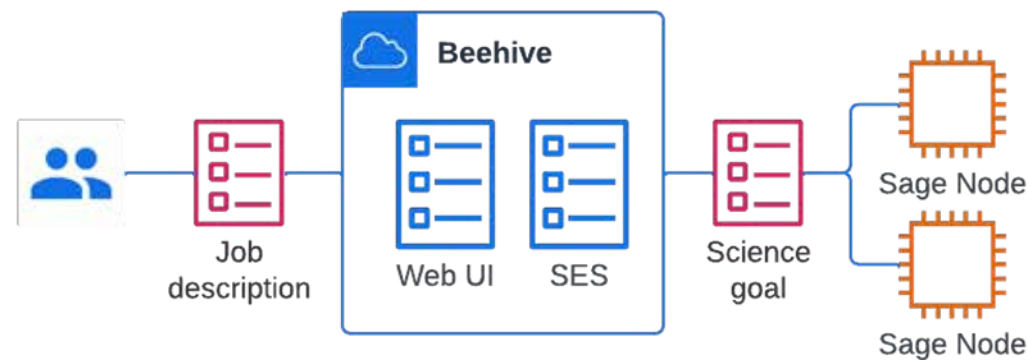 Beehive
Job
description
Web UI
SES
Science
goal
Sage Node
Sage Node